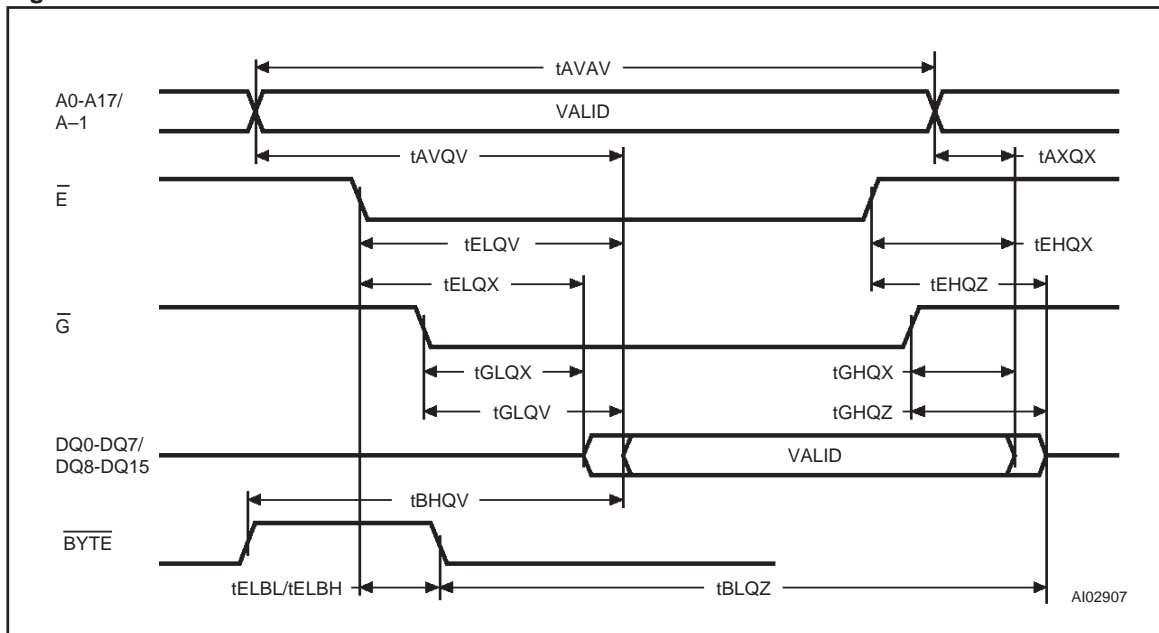 tAVAV
A0-A17/
A–1
VALID
tAVQV
tAXQX
E
tELQV
tEHQX
tELQX
tEHQZ
G
tGLQX
tGHQX
tGLQV
tGHQZ
DQ0-DQ7/
DQ8-DQ15
VALID
tBHQV
BYTE
tELBL/tELBH
tBLQZ
AI02907